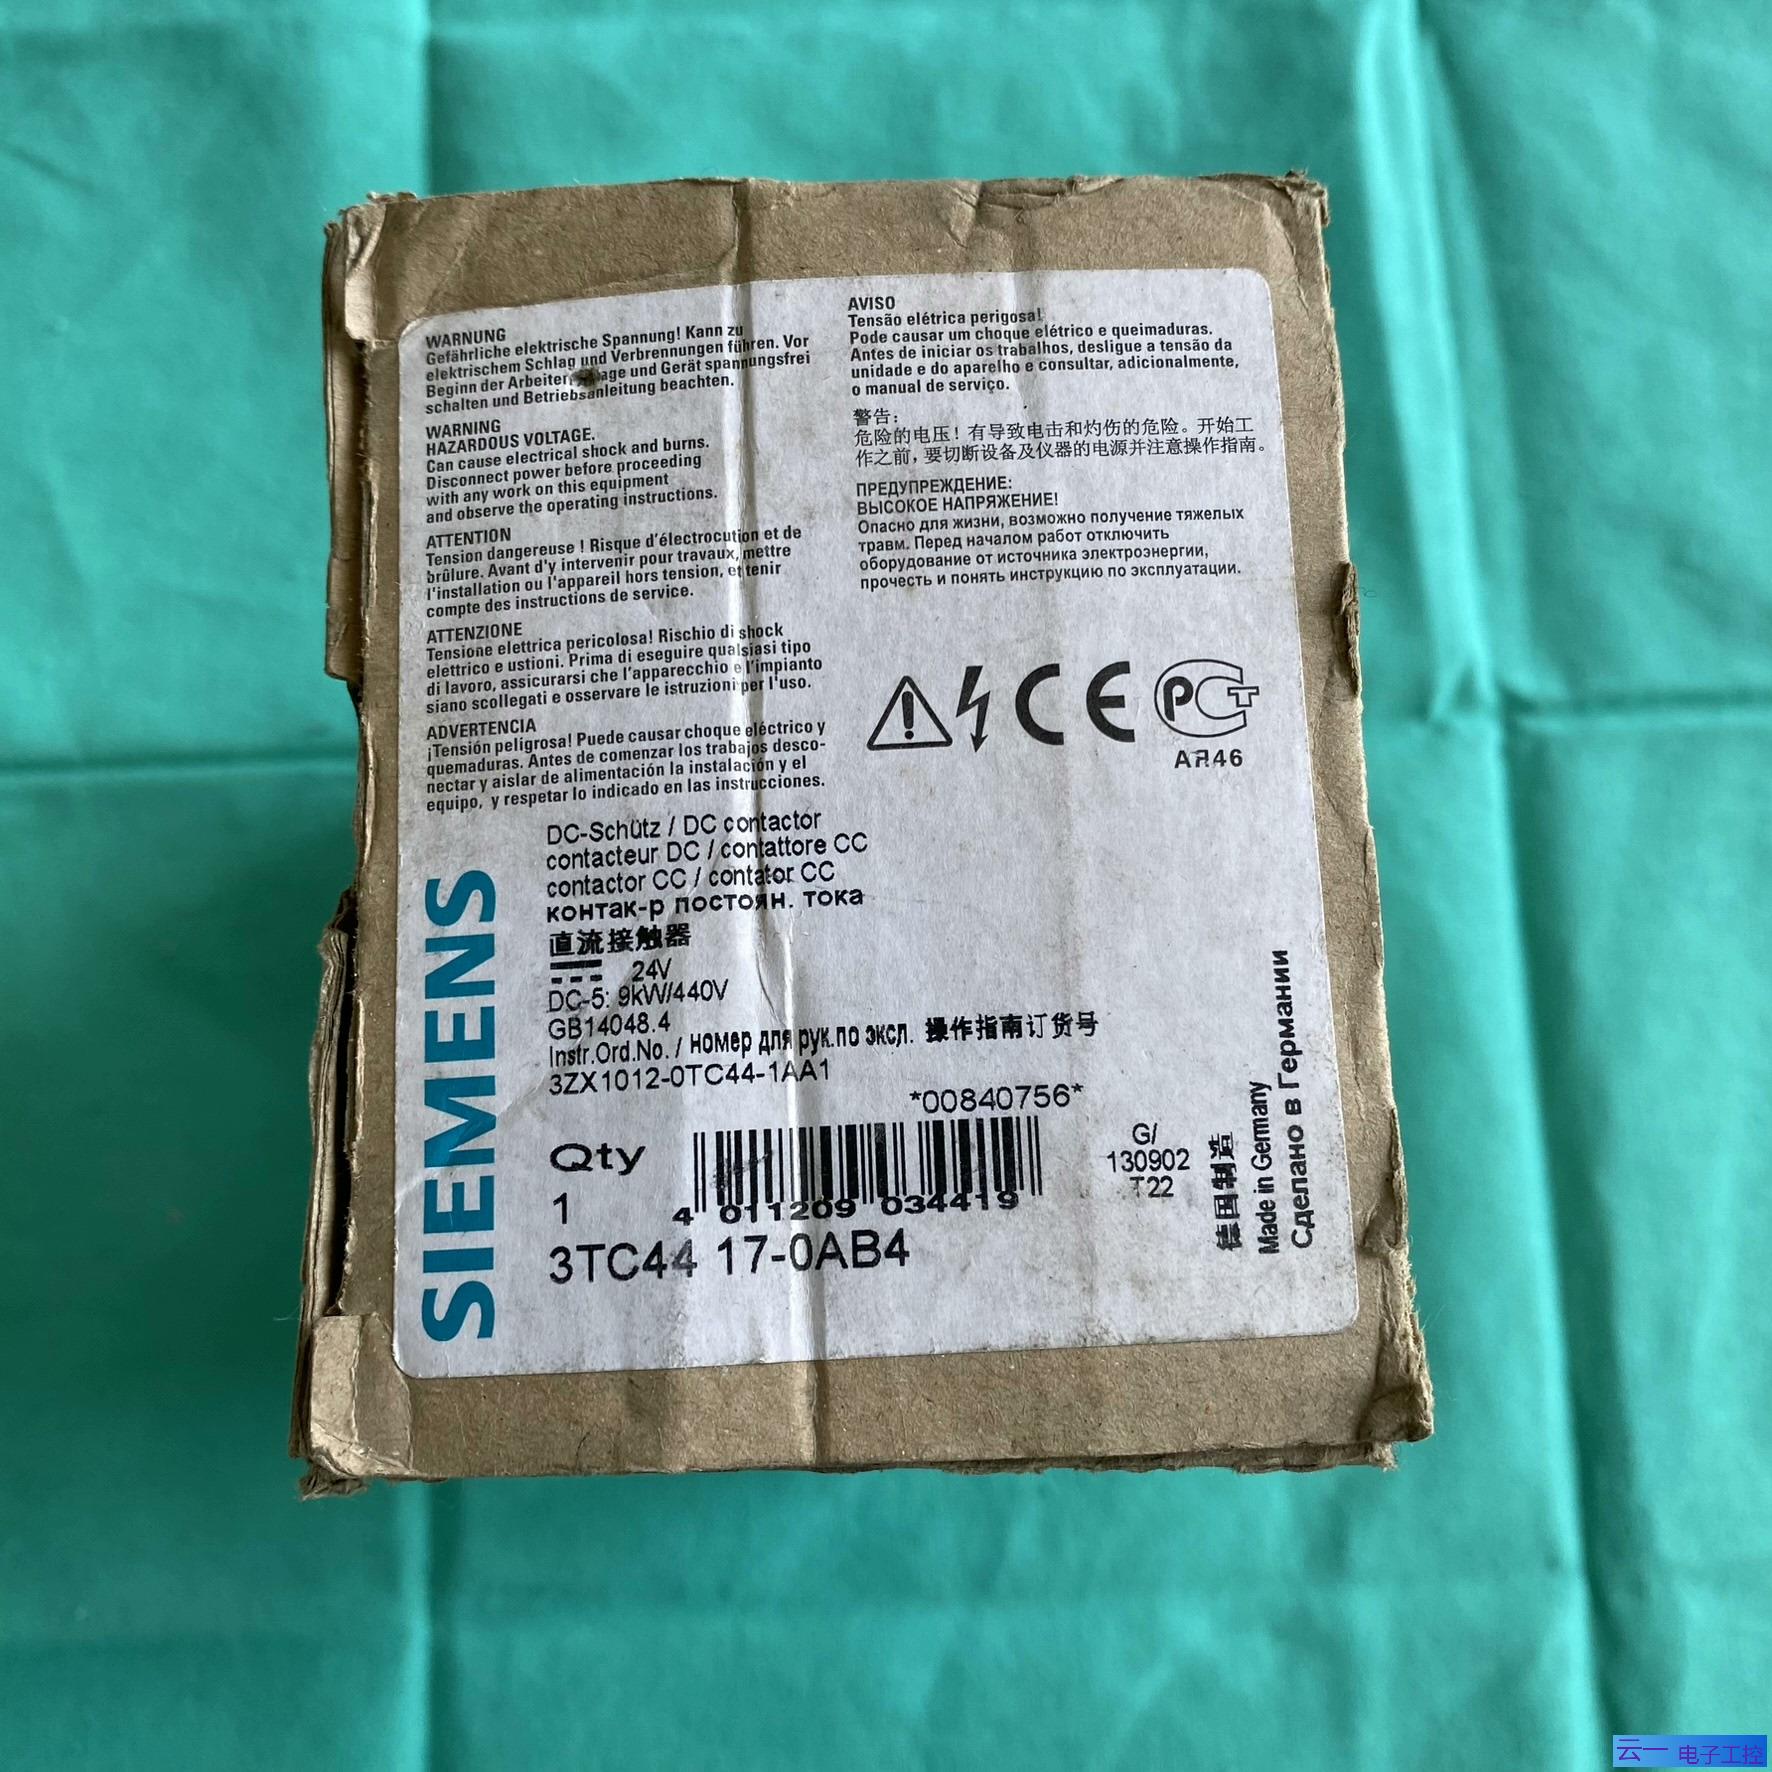 WARNUNG
Gefährliche elektrische Spannung! Kann zu
elektrischem Schlag und Verbrennungen führen. Vor
Beginn der Arbeiten age und Gerät spannungsfrei
schalten und Betriebsanleitung beachten.
WARNING
HAZARDOUS VOLTAGE.
Can cause electrical shock and burns.
Disconnect power before proceeding
with any work on this equipment
and observe the operating instructions.
ATTENTION
Tension dangereuse ! Risque d'électrocution et de
brûlure. Avant d'y intervenir pour travaux, mettre
l'installation ou l'appareil hors tension, et tenir
compte des instructions de service.
ATTENZIONE
Tensione elettrica pericolosa! Rischio di shock
elettrico e ustioni. Prima di eseguire qualsiasi tipo
di lavoro, assicurarsi che l'apparecchio e l'impianto
siano scollegati e osservare le istruzioni per l'uso.
ADVERTENCIA
¡Tensión peligrosa! Puede causar choque eléctrico y
quemaduras. Antes de comenzar los trabajos desco-
nectar y aislar de alimentación la instalación y el
equipo, y respetar lo indicado en las instrucciones.
AVISO
Tensão elétrica perigosa!
Pode causar um choque elétrico e queimaduras.
Antes de iniciar os trabalhos, desligue a tensão da
unidade e do aparelho e consultar, adicionalmente,
o manual de serviço.
警告:
危险的电压！有导致电击和灼伤的危险。开始工
作之前,要切断设备及仪器的电源并注意操作指南。
ПРЕДУПРЕЖДЕНИЕ:
ВЫСОКОЕ НАПРЯЖЕНИЕ!
Опасно для жизни, возможно получение тяжелых
травм. Перед началом работ отключить
оборудование от источника электроэнергии,
прочесть и понять инструкцию по эксплуатации.
CE РСТ
АЯ46
SIEMENS
DC-Schütz / DC contactor
contacteur DC / contattore CC
contactor CC / contator CC
контак-р постоян. тока
直流接触器
24V
DC-5: 9kW/440V
GB14048.4
Instr.Ord.No. / номер для рук.по эксл. 操作指南订货号
3ZX1012-0TC44-1AA1
*00840756*
Qty
1
4 011209 034419
3TC44 17-0AB4
G/
130902
T22
德国制造
Made in Germany
Сделано в Германии
云一 电子工控